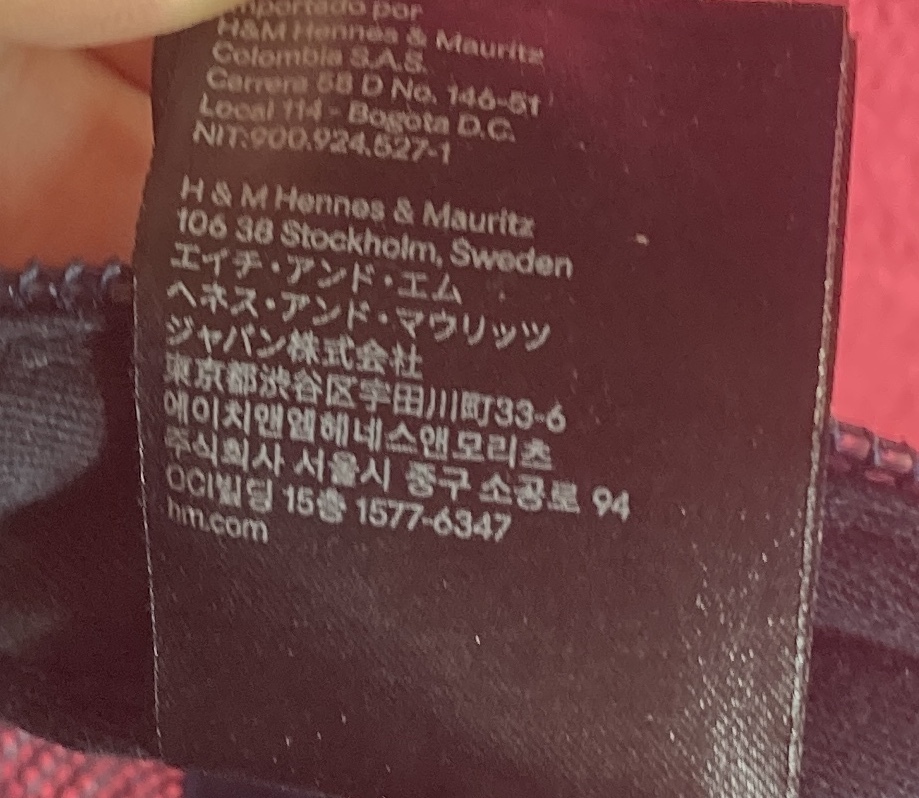 Importado por
H&M Hennes & Mauritz
Colombia S.A.S.
Carrera 58 D No. 146-51
Local 114 - Bogota D.C.
NIT:900.924.527-1
H & M Hennes & Mauritz
106 38 Stockholm, Sweden
エイチ・アンド・エム
ヘネス・アンド・マウリッツ
ジャパン株式会社
東京都渋谷区宇田川町33-6
에이치앤엠헤네스앤모리츠
주식회사 서울시 중구 소공로 94
OCI빌딩 15층 1577-6347
hm.com